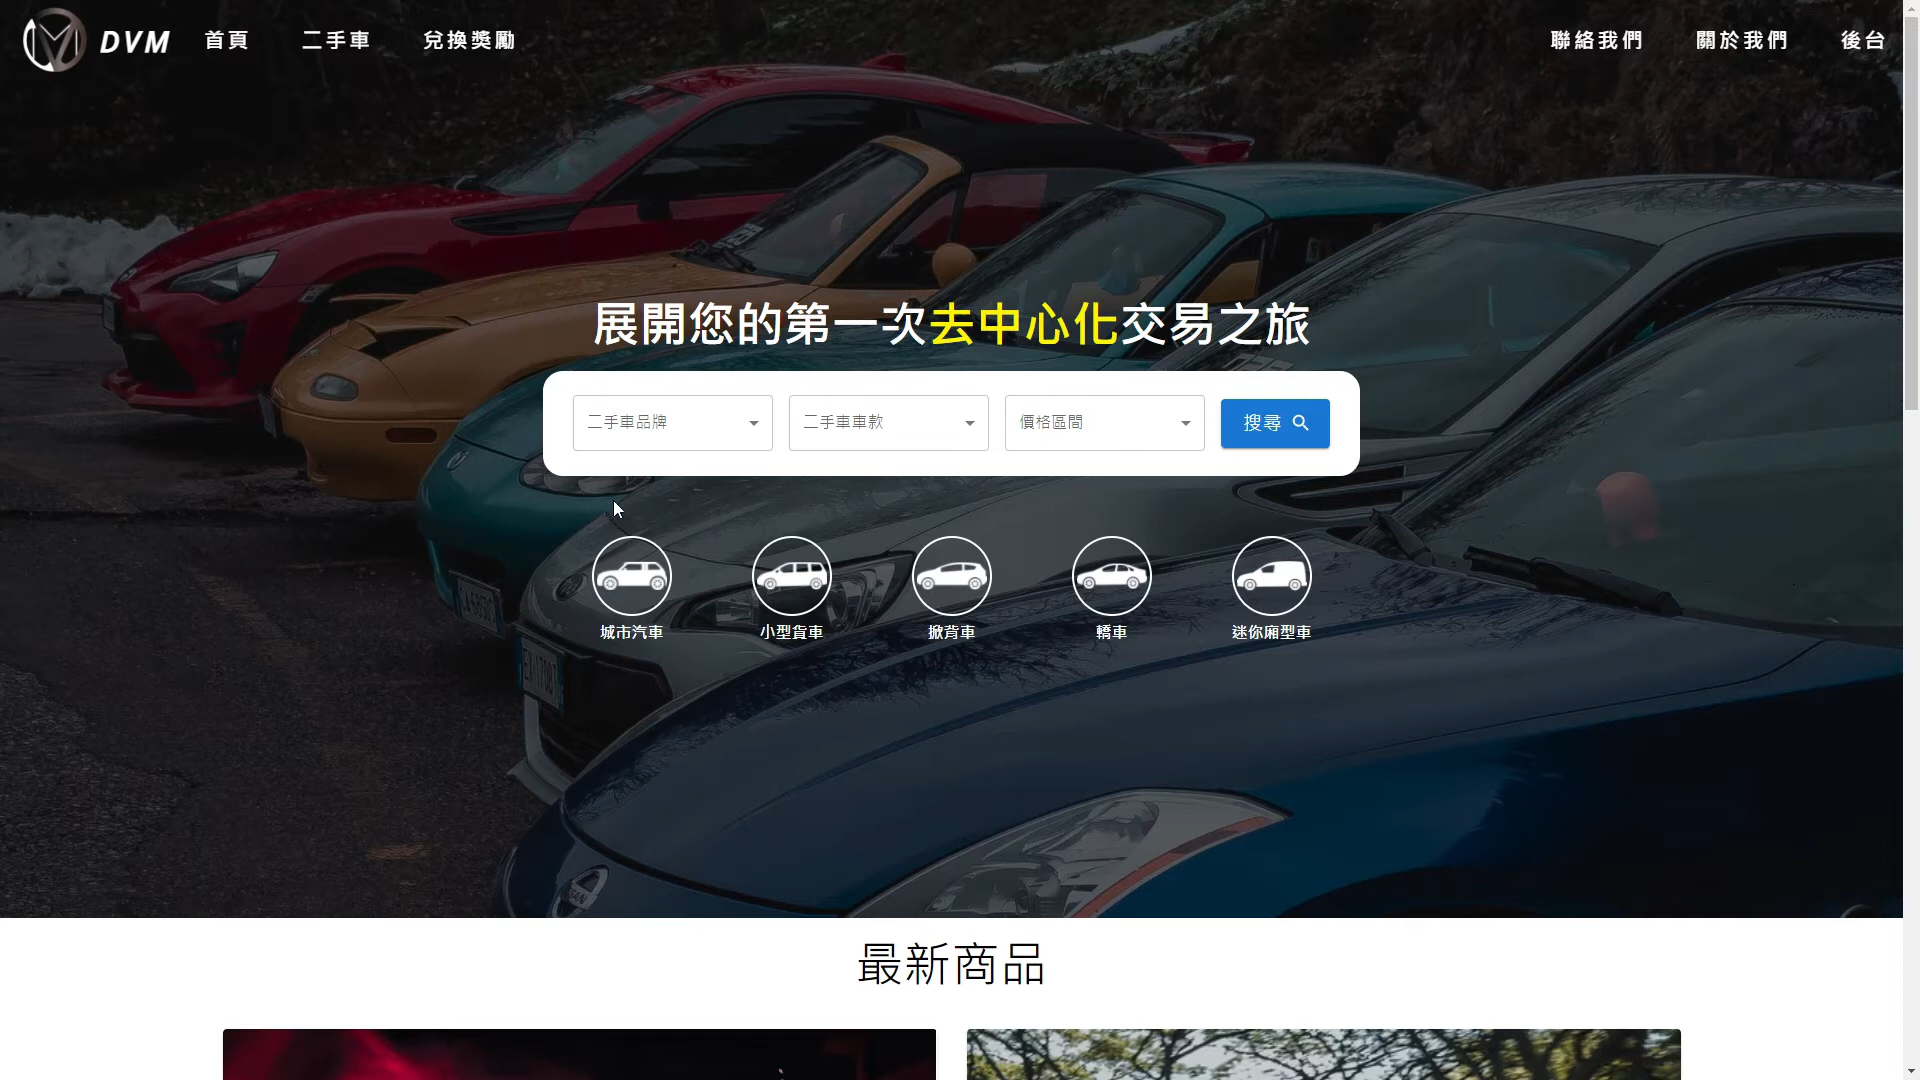 DVM 首頁 二手車 兌換獎勵 聯絡我們 關於我們 後台
展開您的第一次去中心化交易之旅
二手車品牌 二手車車款 價格區間 搜尋
城市汽車 小型貨車 掀背車 轎車 迷你廂型車
最新商品